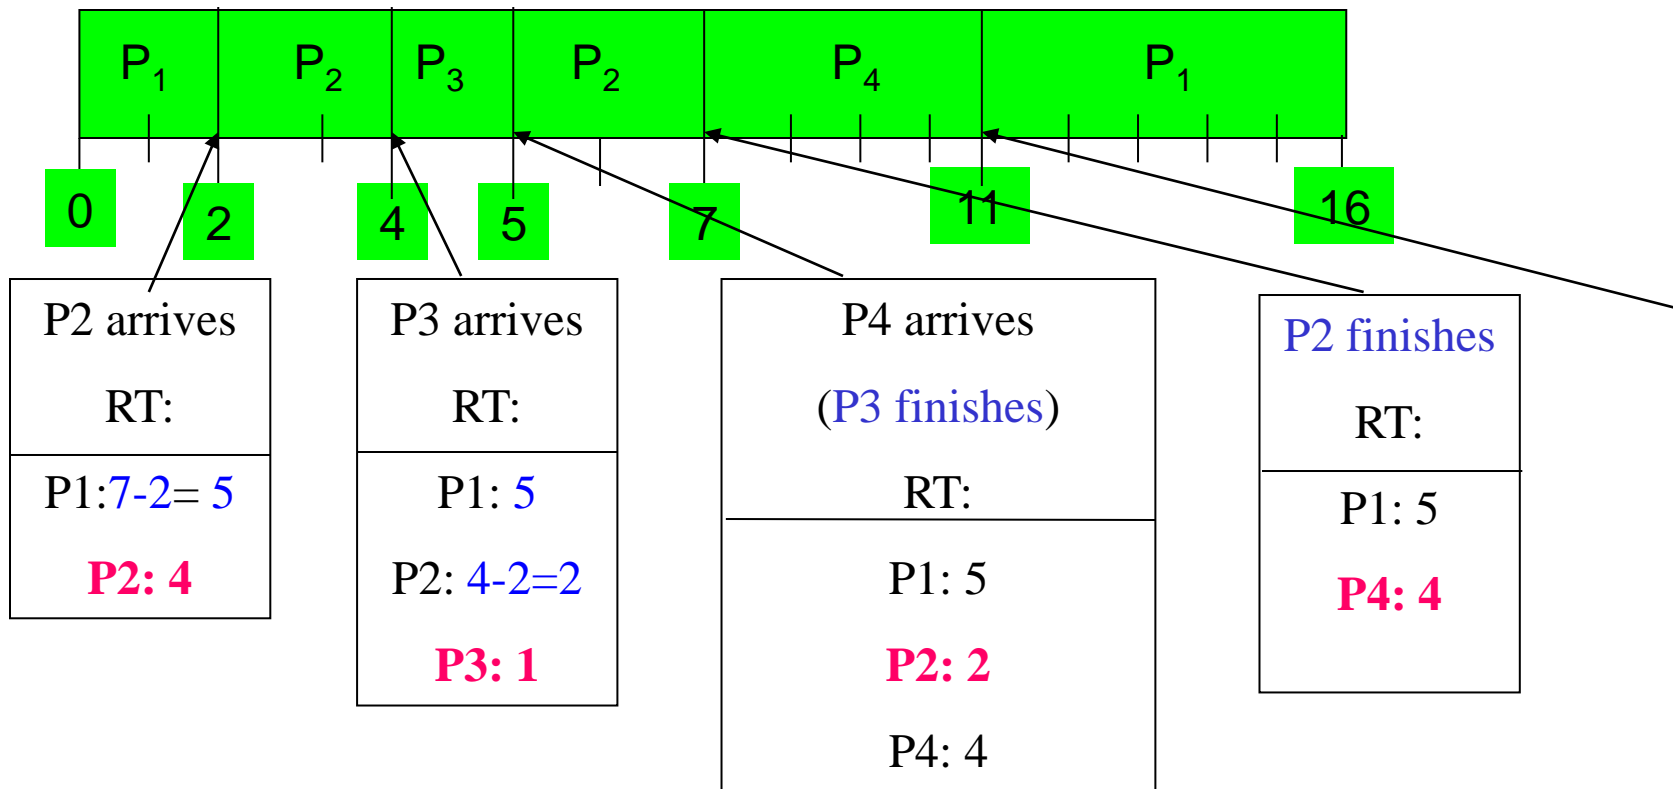 P1 P2 P3 P2 P4 P1
0 2 4 5 7 11 16
P2 arrives
RT:
P1:7-2= 5
P2: 4
P3 arrives
RT:
P1: 5
P2: 4-2=2
P3: 1
P4 arrives
(P3 finishes)
RT:
P1: 5
P2: 2
P4: 4
P2 finishes
RT:
P1: 5
P4: 4